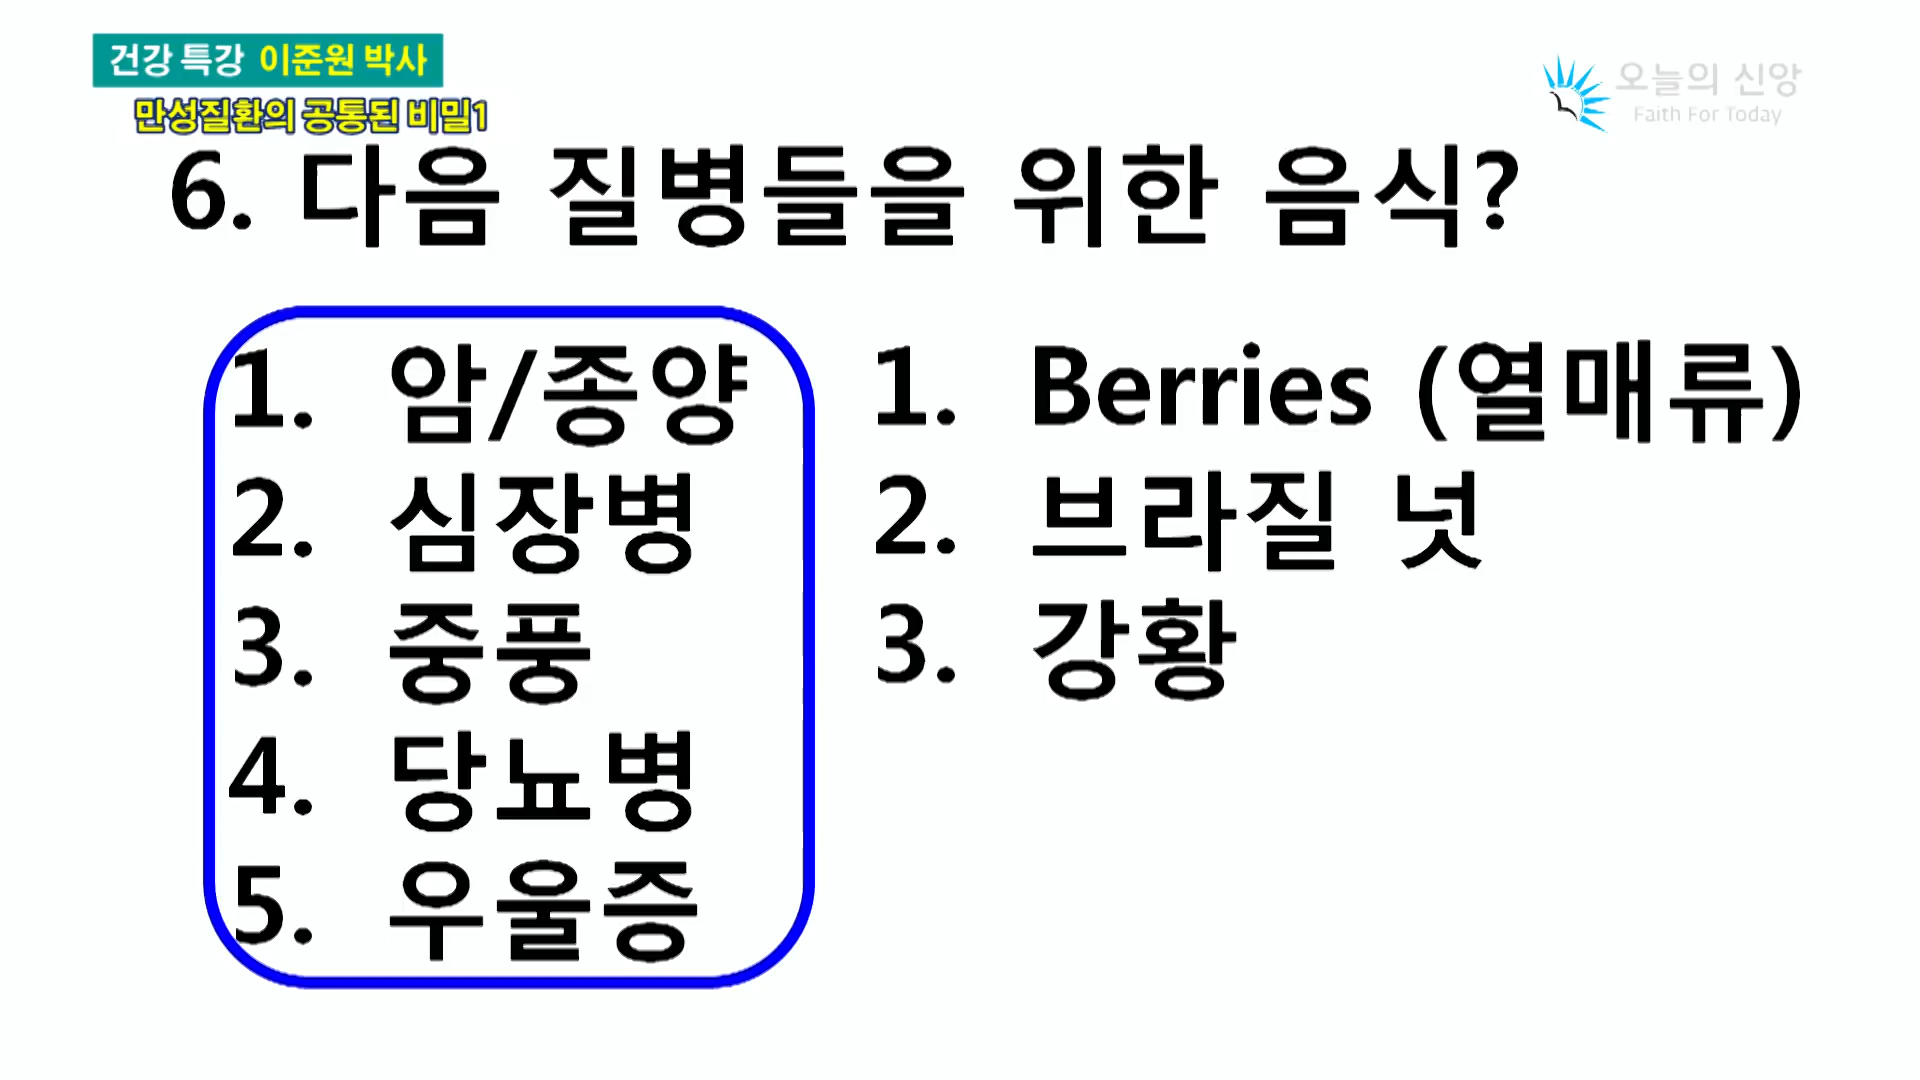 건강 특강 이준원 박사
만성질환의 공통된 비밀1
오늘의 신앙
Faith For Today
6. 다음 질병들을 위한 음식?
1. 암/종양
2. 심장병
3. 중풍
4. 당뇨병
5. 우울증
1. Berries (열매류)
2. 브라질 넛
3. 강황